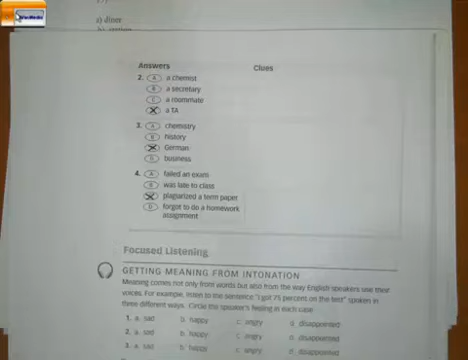 WinMedia
a) diner
Answers Clues
2. A a chemist
B a secretary
C a roommate
a TA
3. A chemistry
B history
German
D business
4. A failed an exam
B was late to class
plagiarized a term paper
D forgot to do a homework
assignment
Focused Listening
GETTING MEANING FROM INTONATION
Meaning comes not only from words but also from the way English speakers use their
voices. For example, listen to the sentence "I got 75 percent on the test" spoken in
three different ways. Circle the speaker's feeling in each case
1. a. sad b. happy c. angry d. disappointed
2. a. sad b. happy c. angry d. disappointed
3. a. sad b. happy c. angry d. disappointed